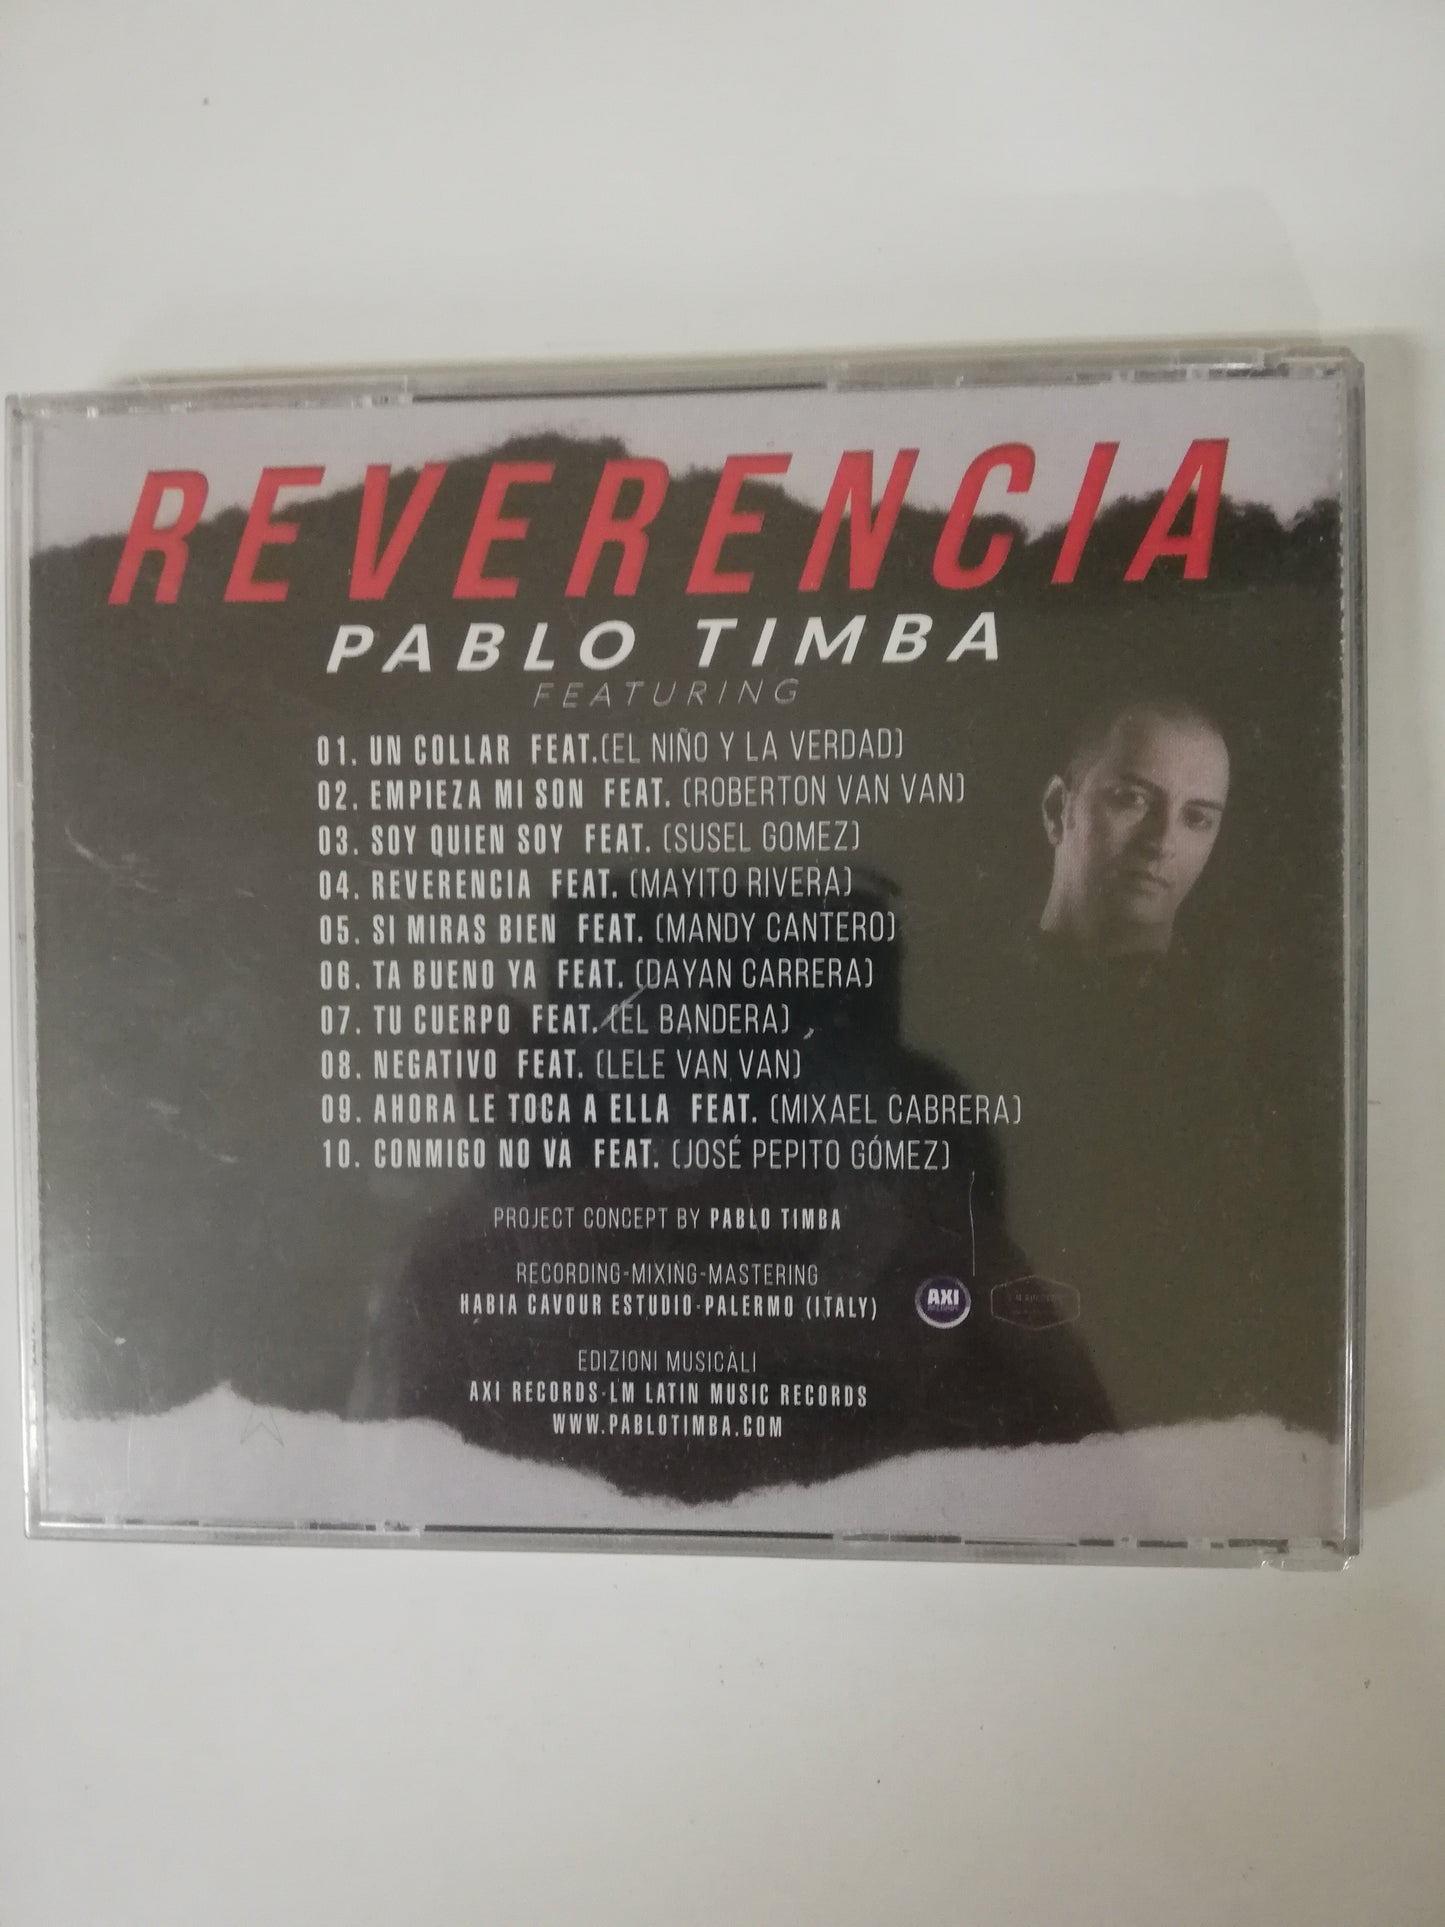 REVERENCIA
PABLO TIMBA
FEATURING
01. UN COLLAR FEAT.(EL NIÑO Y LA VERDAD)
02. EMPIEZA MI SON FEAT. (ROBERTON VAN VAN)
03. SOY QUIEN SOY FEAT. (SUSEL GOMEZ)
04. REVERENCIA FEAT. (MAYITO RIVERA)
05. SI MIRAS BIEN FEAT. (MANDY CANTERO)
06. TA BUENO YA FEAT. (DAYAN CARRERA)
07. TU CUERPO FEAT. (EL BANDERA)
08. NEGATIVO FEAT. (LELE VAN VAN)
09. AHORA LE TOCA A ELLA FEAT. (MIXAEL CABRERA)
10. CONMIGO NO VA FEAT. (JOSÉ PEPITO GÓMEZ)
PROJECT CONCEPT BY PABLO TIMBA
RECORDING-MIXING-MASTERING
HABIA CAVOUR ESTUDIO-PALERMO (ITALY)
AXI
RECORDS
EDIZIONI MUSICALI
AXI RECORDS-LM LATIN MUSIC RECORDS
WWW.PABLOTIMBA.COM